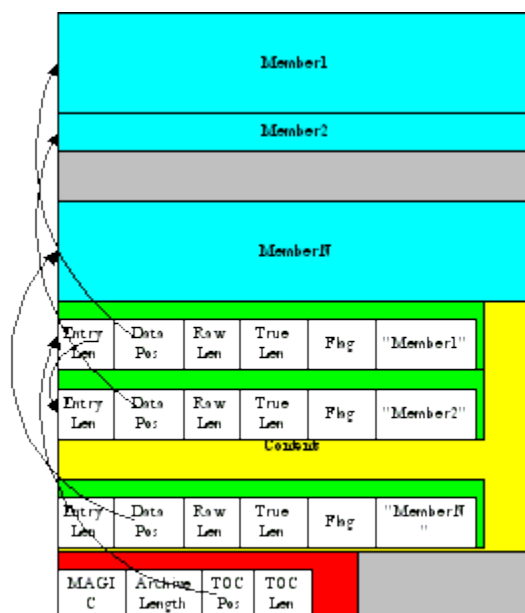 Member1
Member2
MemberN
Entry Data Raw True Flag "Member1"
Len Pos Len Len
Entry Data Raw True Flag "Member2"
Len Pos Len Len
Content
Entry Data Raw True Flag "MemberN
Len Pos Len Len "
MAGI Archive TOC TOC
C Length Pos Len